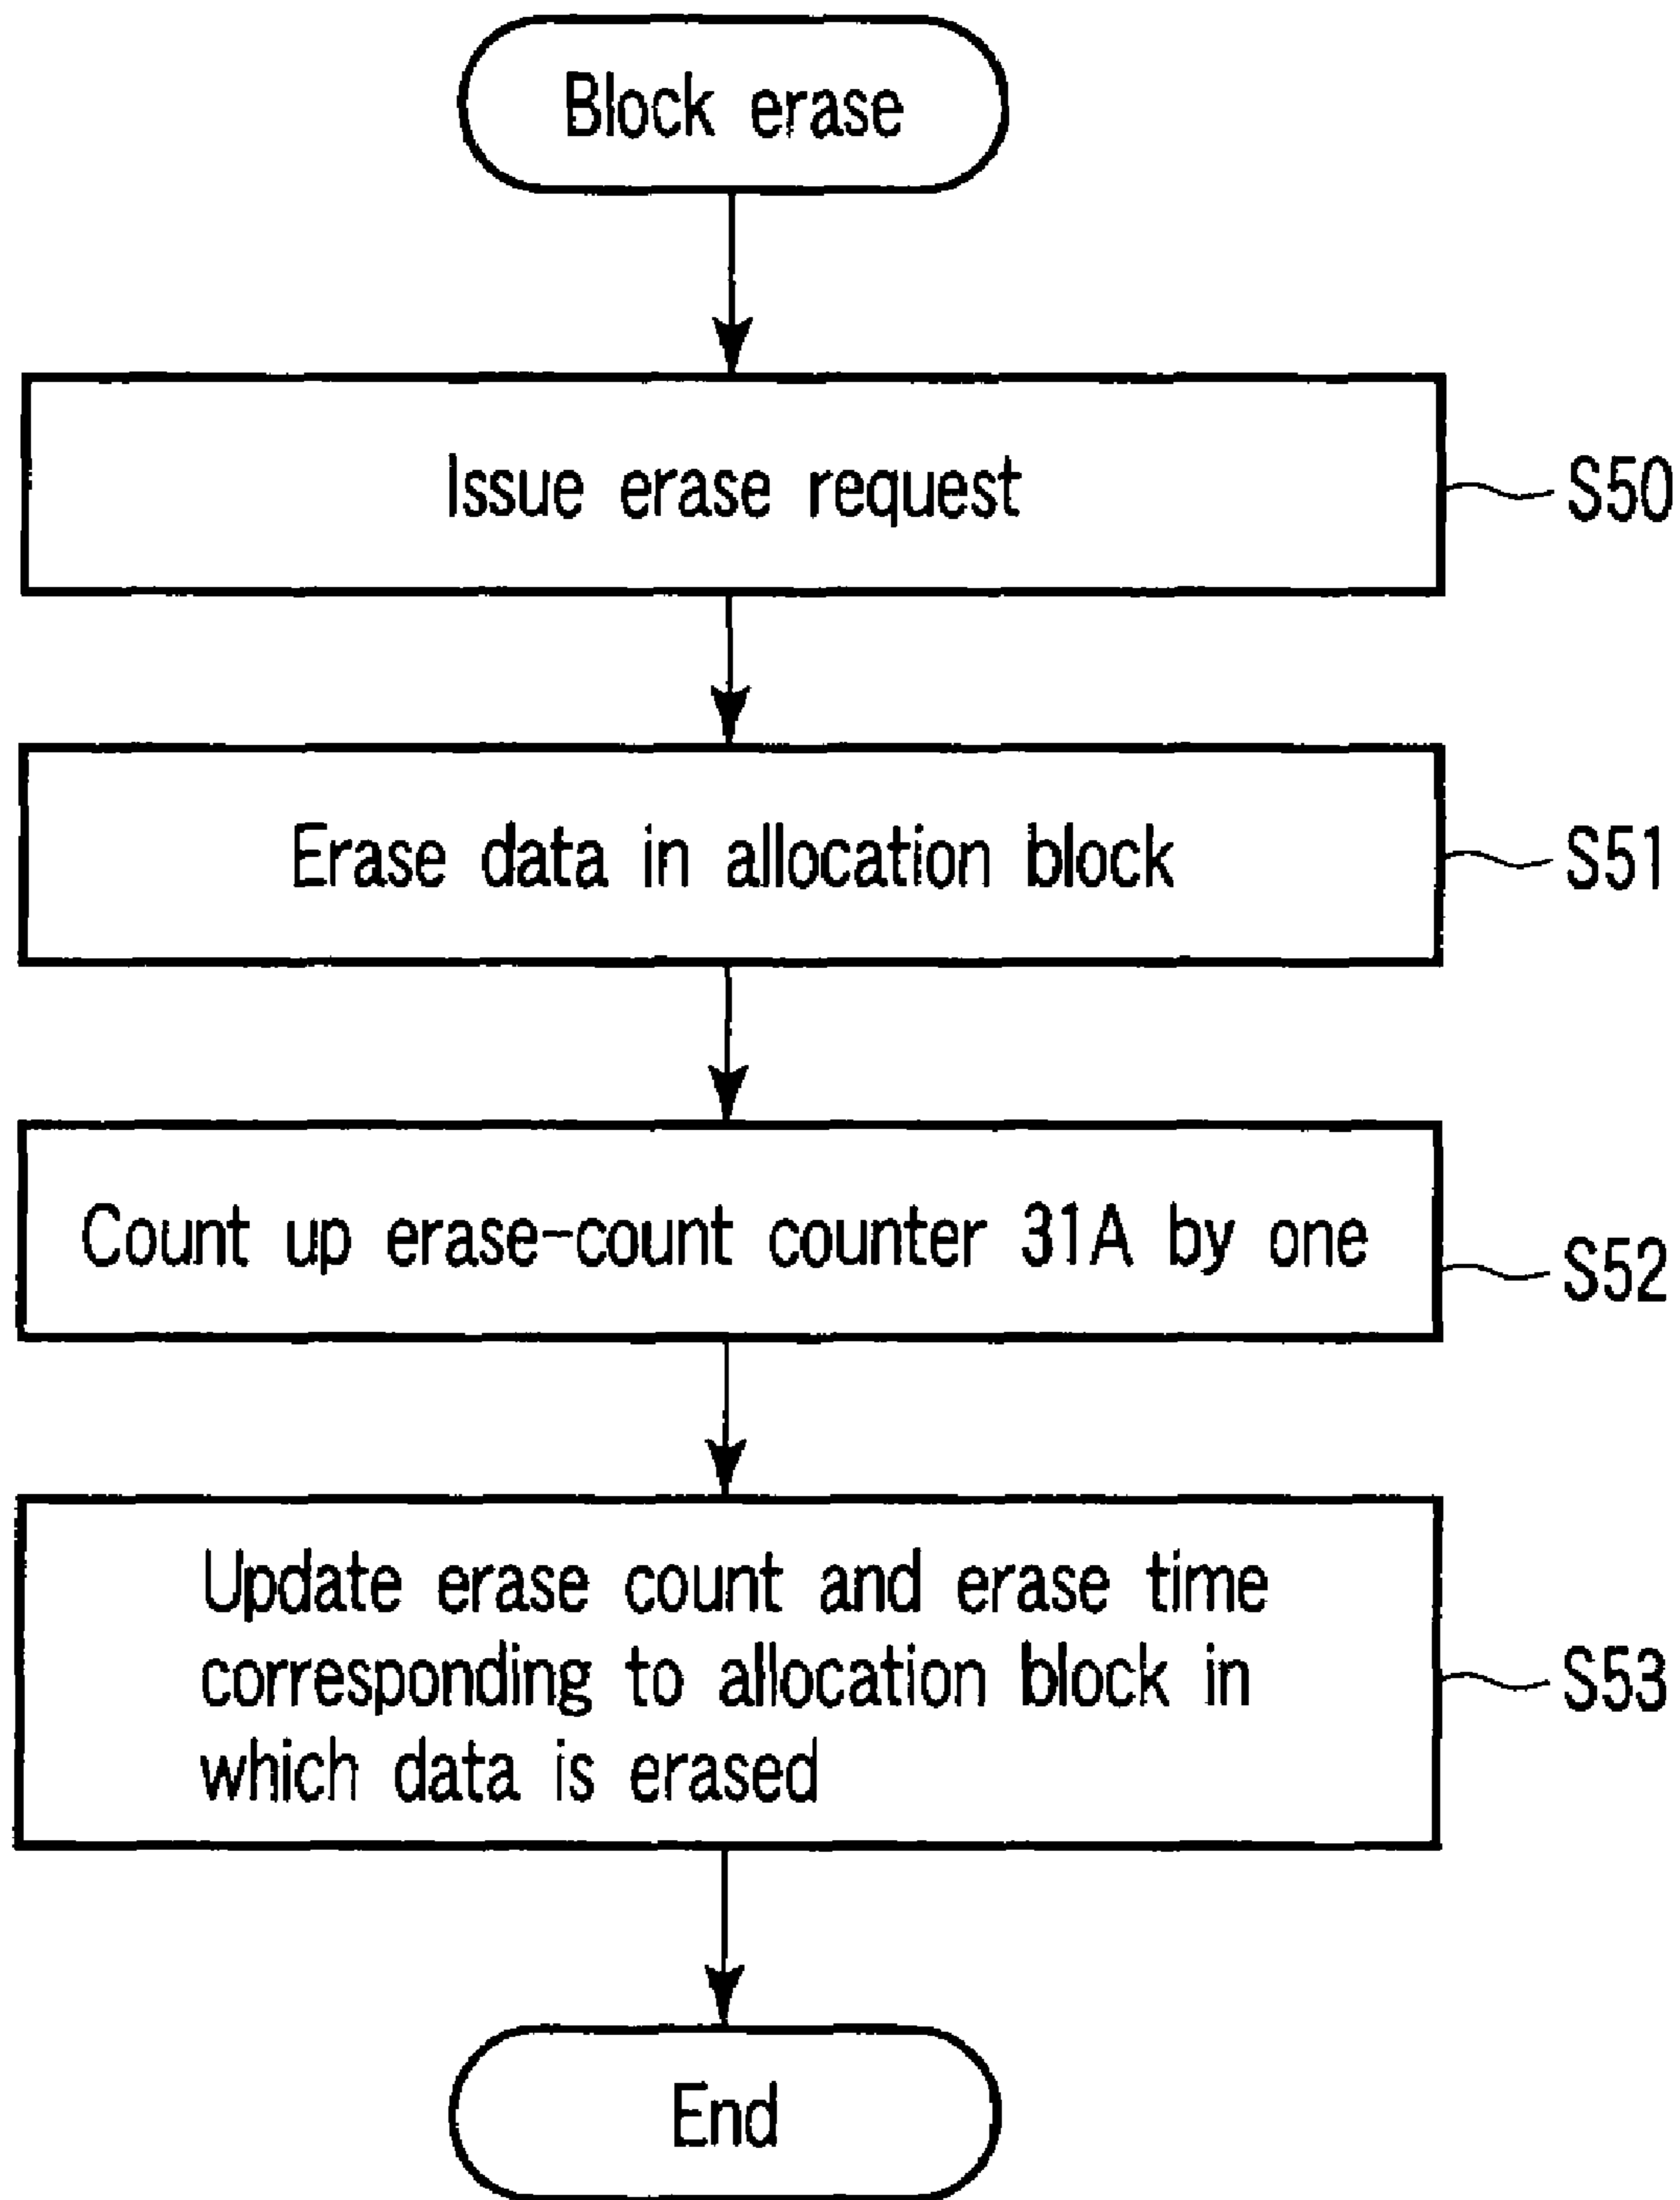 Block erase
Issue erase request
S50
Erase data in allocation block
S51
Count up erase-count counter 31A by one
S52
Update erase count and erase time
corresponding to allocation block in
which data is erased
S53
End